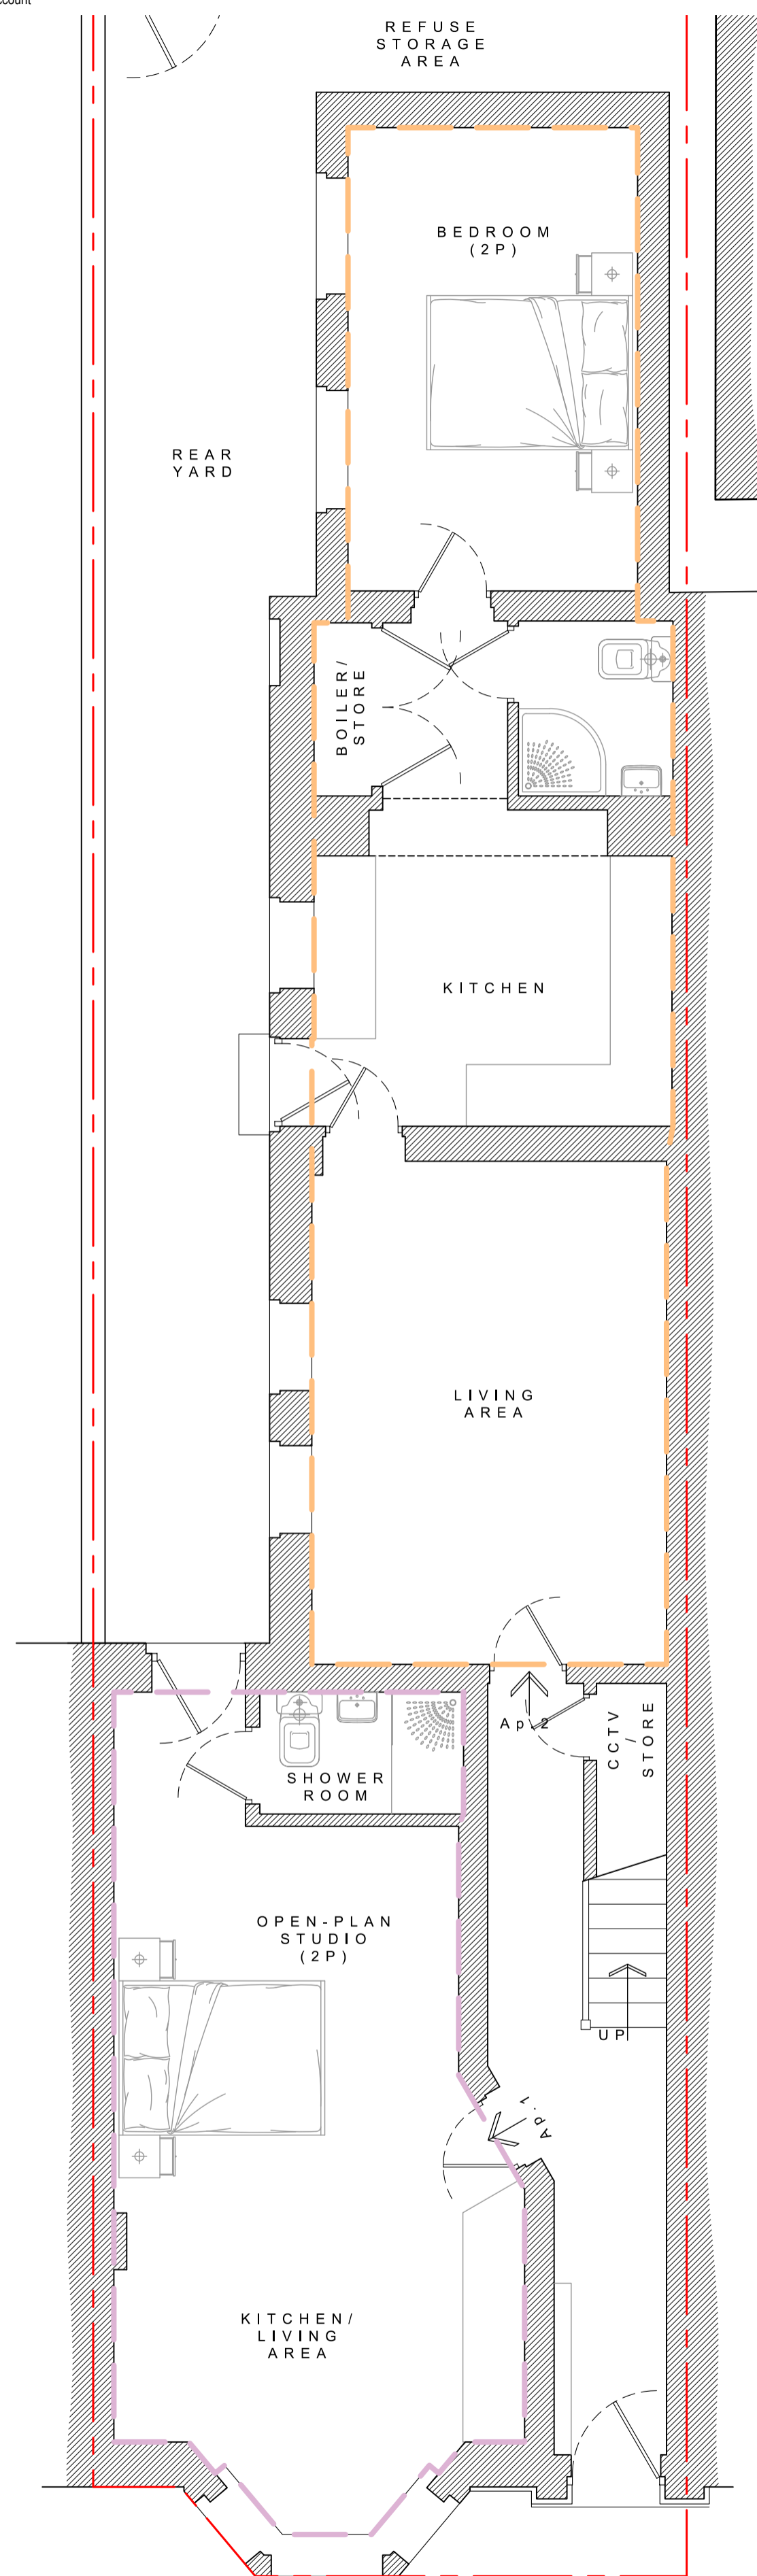 REFUSE
STORAGE
AREA
BEDROOM
(2P)
REAR
YARD
BOILER/
STORE
KITCHEN
LIVING
AREA
Ap.2
CCTV
/
STORE
SHOWER
ROOM
OPEN-PLAN
STUDIO
(2P)
UP
Ap.1
KITCHEN/
LIVING
AREA